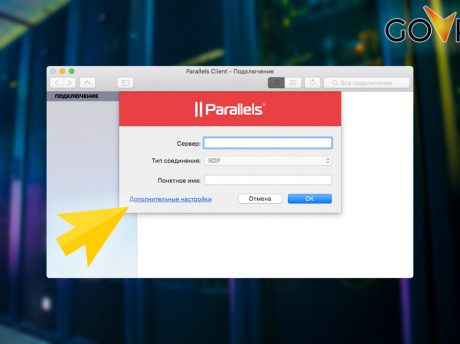 GOV
Parallels Client - Подключение
Все подключения
ПОДКЛЮЧЕНИЕ
Parallels®
Сервер:
Тип соединения: RDP
Понятное имя:
Дополнительные настройки
Отмена
OK